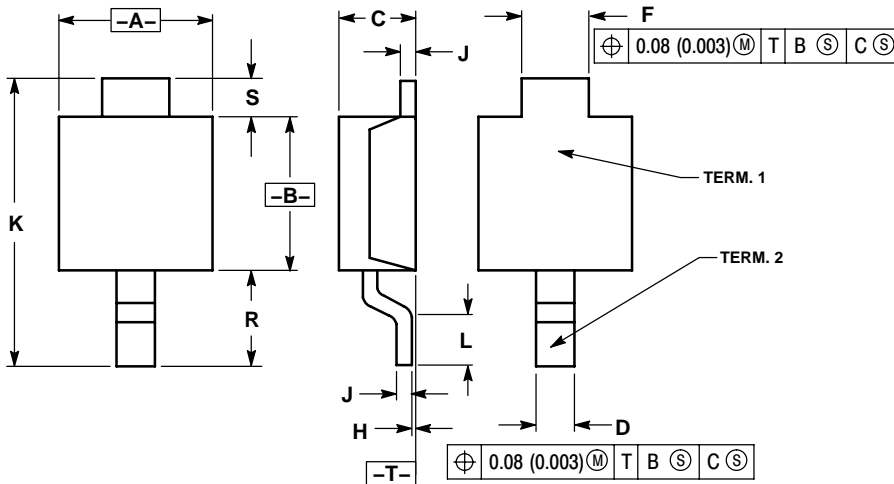 –A–
C
F
⌖ 0.08 (0.003) Ⓜ T B Ⓢ C Ⓢ
J
S
TERM. 1
–B–
K
TERM. 2
R
L
J
D
H
⌖ 0.08 (0.003) Ⓜ T B Ⓢ C Ⓢ
–T–